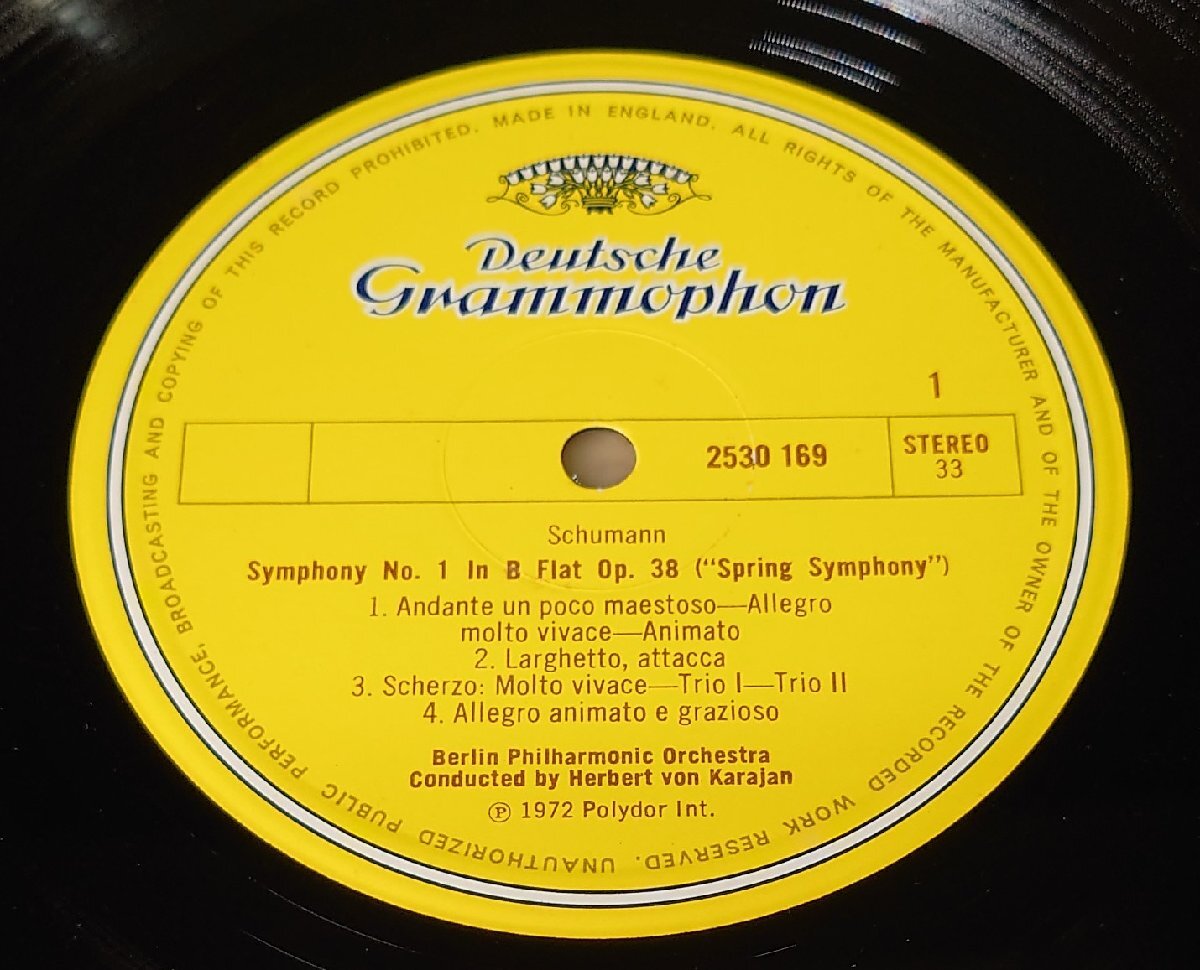 MADE IN ENGLAND. ALL RIGHTS OF THE MANUFACTURER AND OF THE OWNER OF THE RECORDED WORK RESERVED. UNAUTHORIZED PUBLIC PERFORMANCE, BROADCASTING AND COPYING OF THIS RECORD PROHIBITED.
Deutsche
Grammophon
1
2530 169
STEREO
33
Schumann
Symphony No. 1 In B Flat Op. 38 ("Spring Symphony")
1. Andante un poco maestoso—Allegro
molto vivace—Animato
2. Larghetto, attacca
3. Scherzo: Molto vivace—Trio I—Trio II
4. Allegro animato e grazioso
Berlin Philharmonic Orchestra
Conducted by Herbert von Karajan
℗ 1972 Polydor Int.